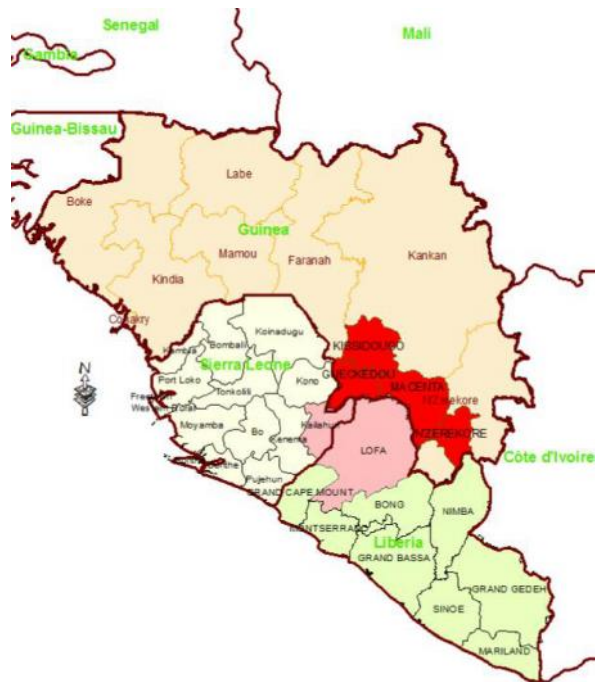 Senegal
Mali
Gambia
Guinea-Bissau
Labe
Boke
Guinea
Mamou
Kankan
Faranah
Kindia
Conakry
Koinadugu
KISSIDOUGO
Bombali
Kambia
Sierra Leone
Port Loko
Kono
GUECKEDOU
MACENTA
Tonkolili
Moyamba
Kailahun
NZEREKORE
Bo
Kenema
LOFA
Côte d'Ivoire
Pujehun
GRAND CAPE MOUNT
BONG
NIMBA
Liberia
GRAND BASSA
GRAND GEDEH
SINOE
MARILAND
N